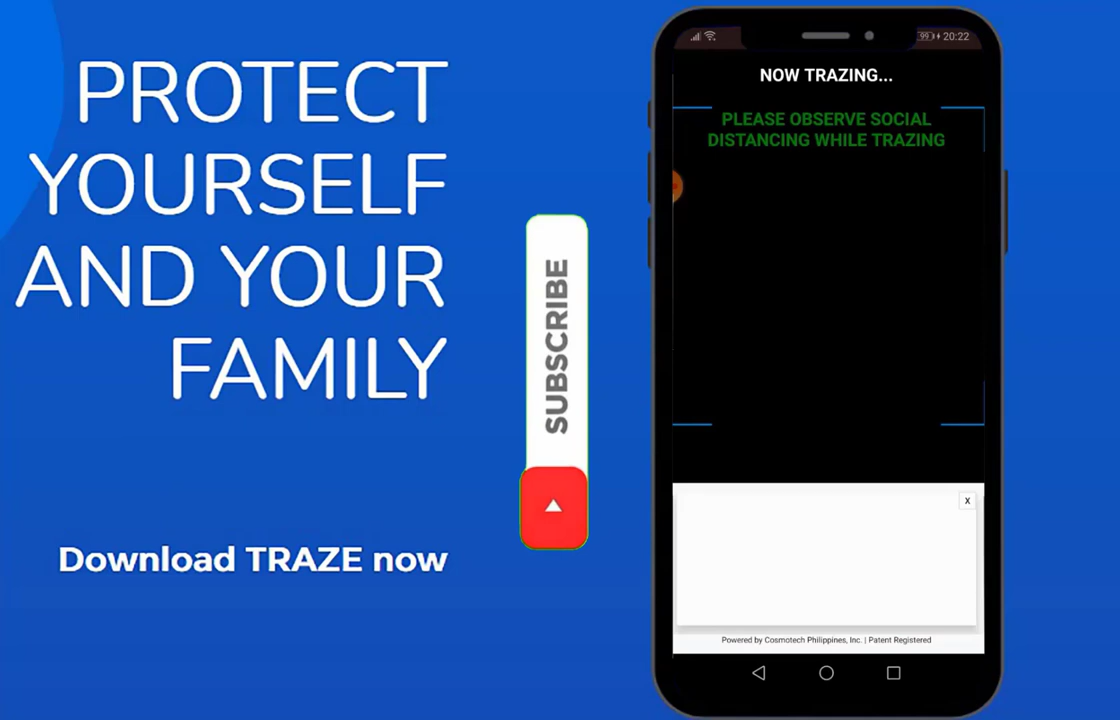 PROTECT
YOURSELF
AND YOUR
FAMILY
Download TRAZE now
SUBSCRIBE
99 20:22
NOW TRAZING...
PLEASE OBSERVE SOCIAL
DISTANCING WHILE TRAZING
X
Powered by Cosmotech Philippines, Inc. | Patent Registered